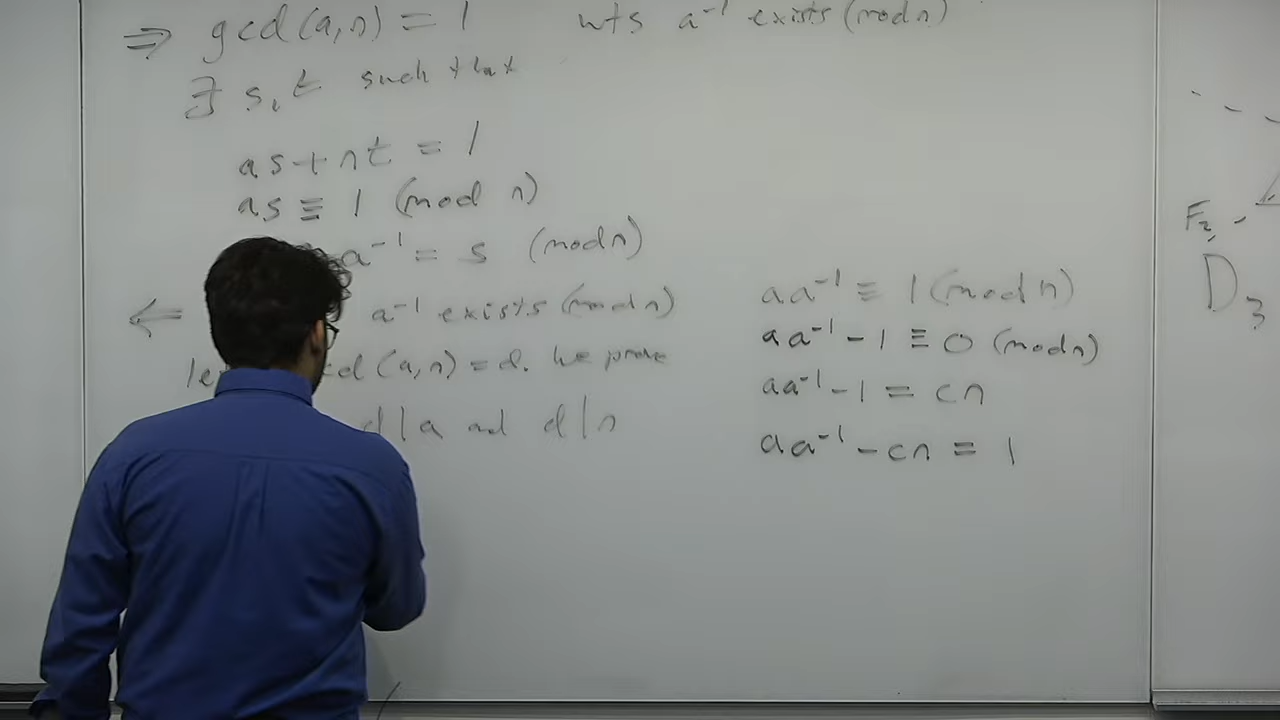 ⇒ gcd(a,n) = 1 wts a⁻¹ exists (mod n)
∃ s, t such that
as + nt = 1
as ≡ 1 (mod n)
a⁻¹ = s (mod n)
⇐ a⁻¹ exists (mod n)
(a,n) = d. We prove
d | a and d | n
aa⁻¹ ≡ 1 (mod n)
aa⁻¹ - 1 ≡ 0 (mod n)
aa⁻¹ - 1 = cn
aa⁻¹ - cn = 1
F₂,
D₃